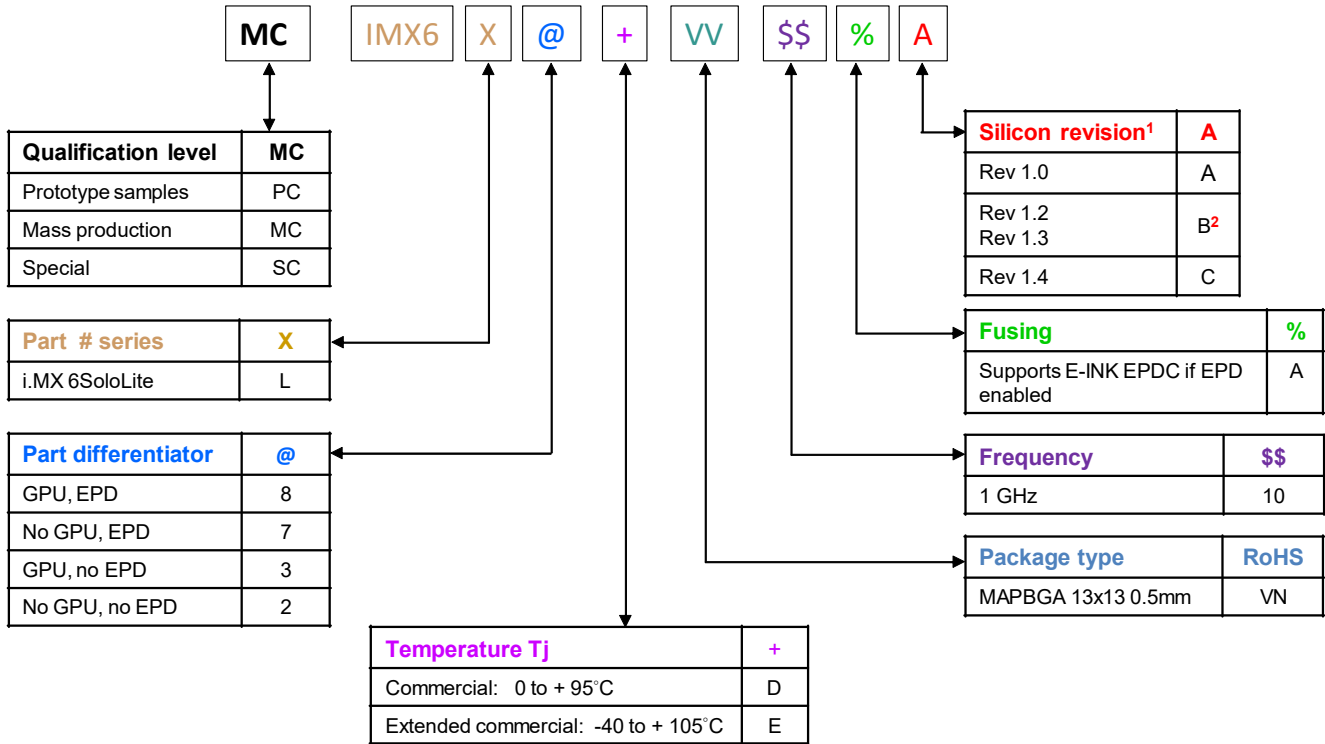 MC IMX6 X @ + VV $$ % A
Qualification level MC
Prototype samples PC
Mass production MC
Special SC
Part # series X
i.MX 6SoloLite L
Part differentiator @
GPU, EPD 8
No GPU, EPD 7
GPU, no EPD 3
No GPU, no EPD 2
Temperature Tj +
Commercial: 0 to + 95°C D
Extended commercial: -40 to + 105°C E
Silicon revision1 A
Rev 1.0 A
Rev 1.2
Rev 1.3
B2
Rev 1.4 C
Fusing %
Supports E-INK EPDC if EPD
enabled
A
Frequency $$
1 GHz 10
Package type RoHS
MAPBGA 13x13 0.5mm VN